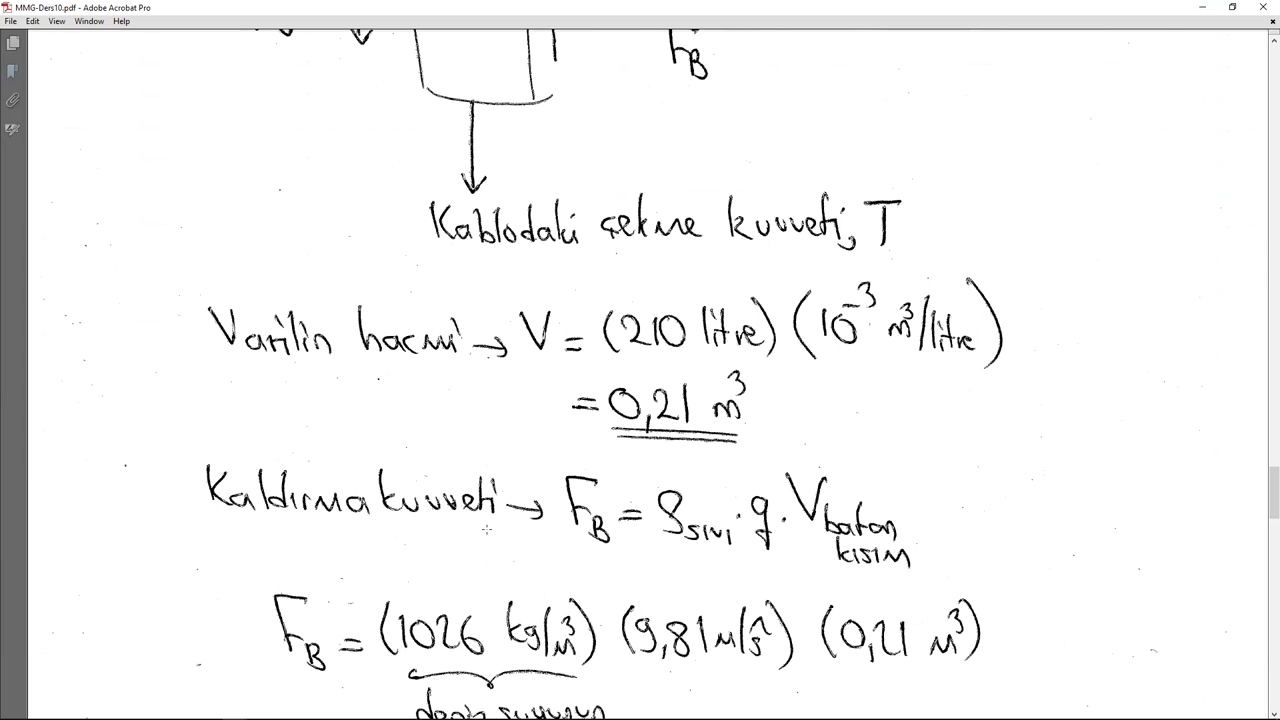 MMG-Ders10.pdf - Adobe Acrobat Pro
File Edit View Window Help
F_B
Kablodaki çekme kuvveti, T
Varilin hacmi → V = (210 litre) (10⁻³ m³/litre)
= 0,21 m³
Kaldırma kuvveti → F_B = ρ_sıvı . g . V_batan kısım
F_B = (1026 kg/m³) (9,81 m/s²) (0,21 m³)
deniz suyunun